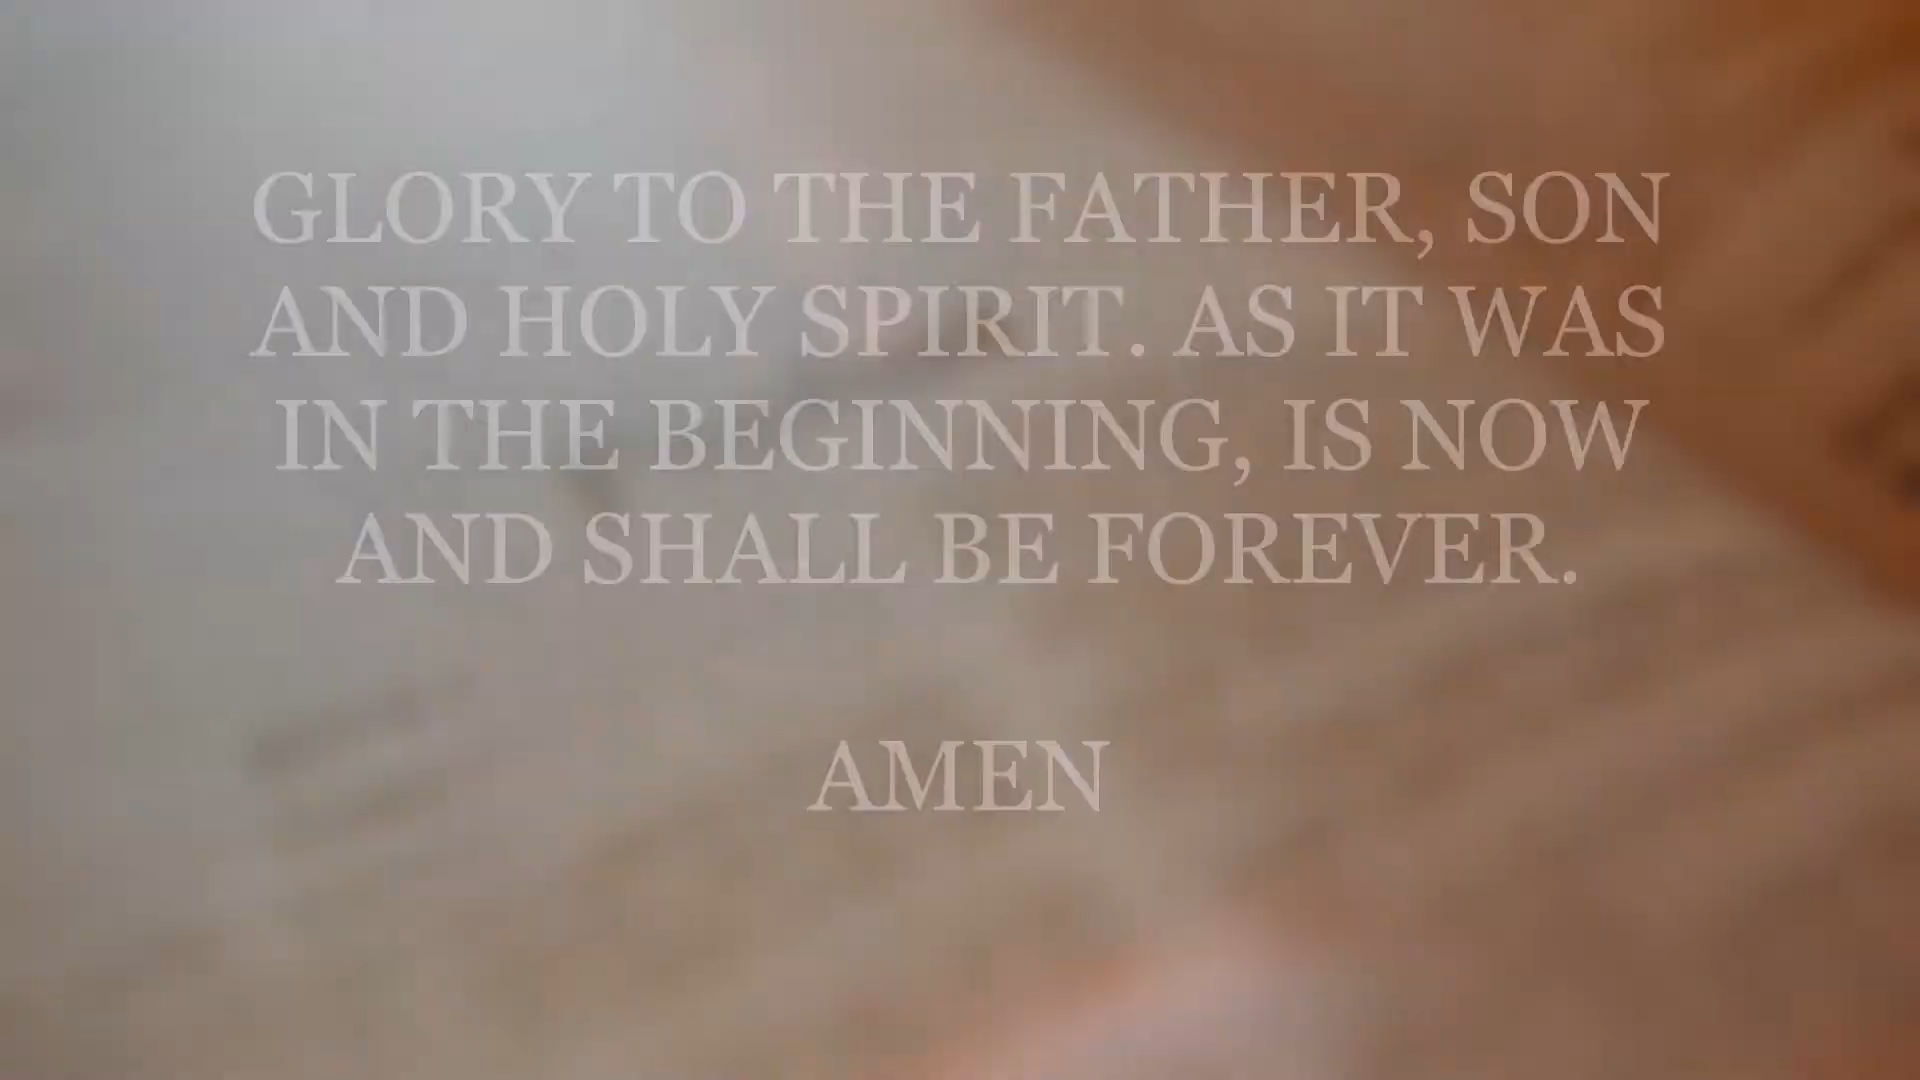 GLORY TO THE FATHER, SON
AND HOLY SPIRIT. AS IT WAS
IN THE BEGINNING, IS NOW
AND SHALL BE FOREVER.
AMEN